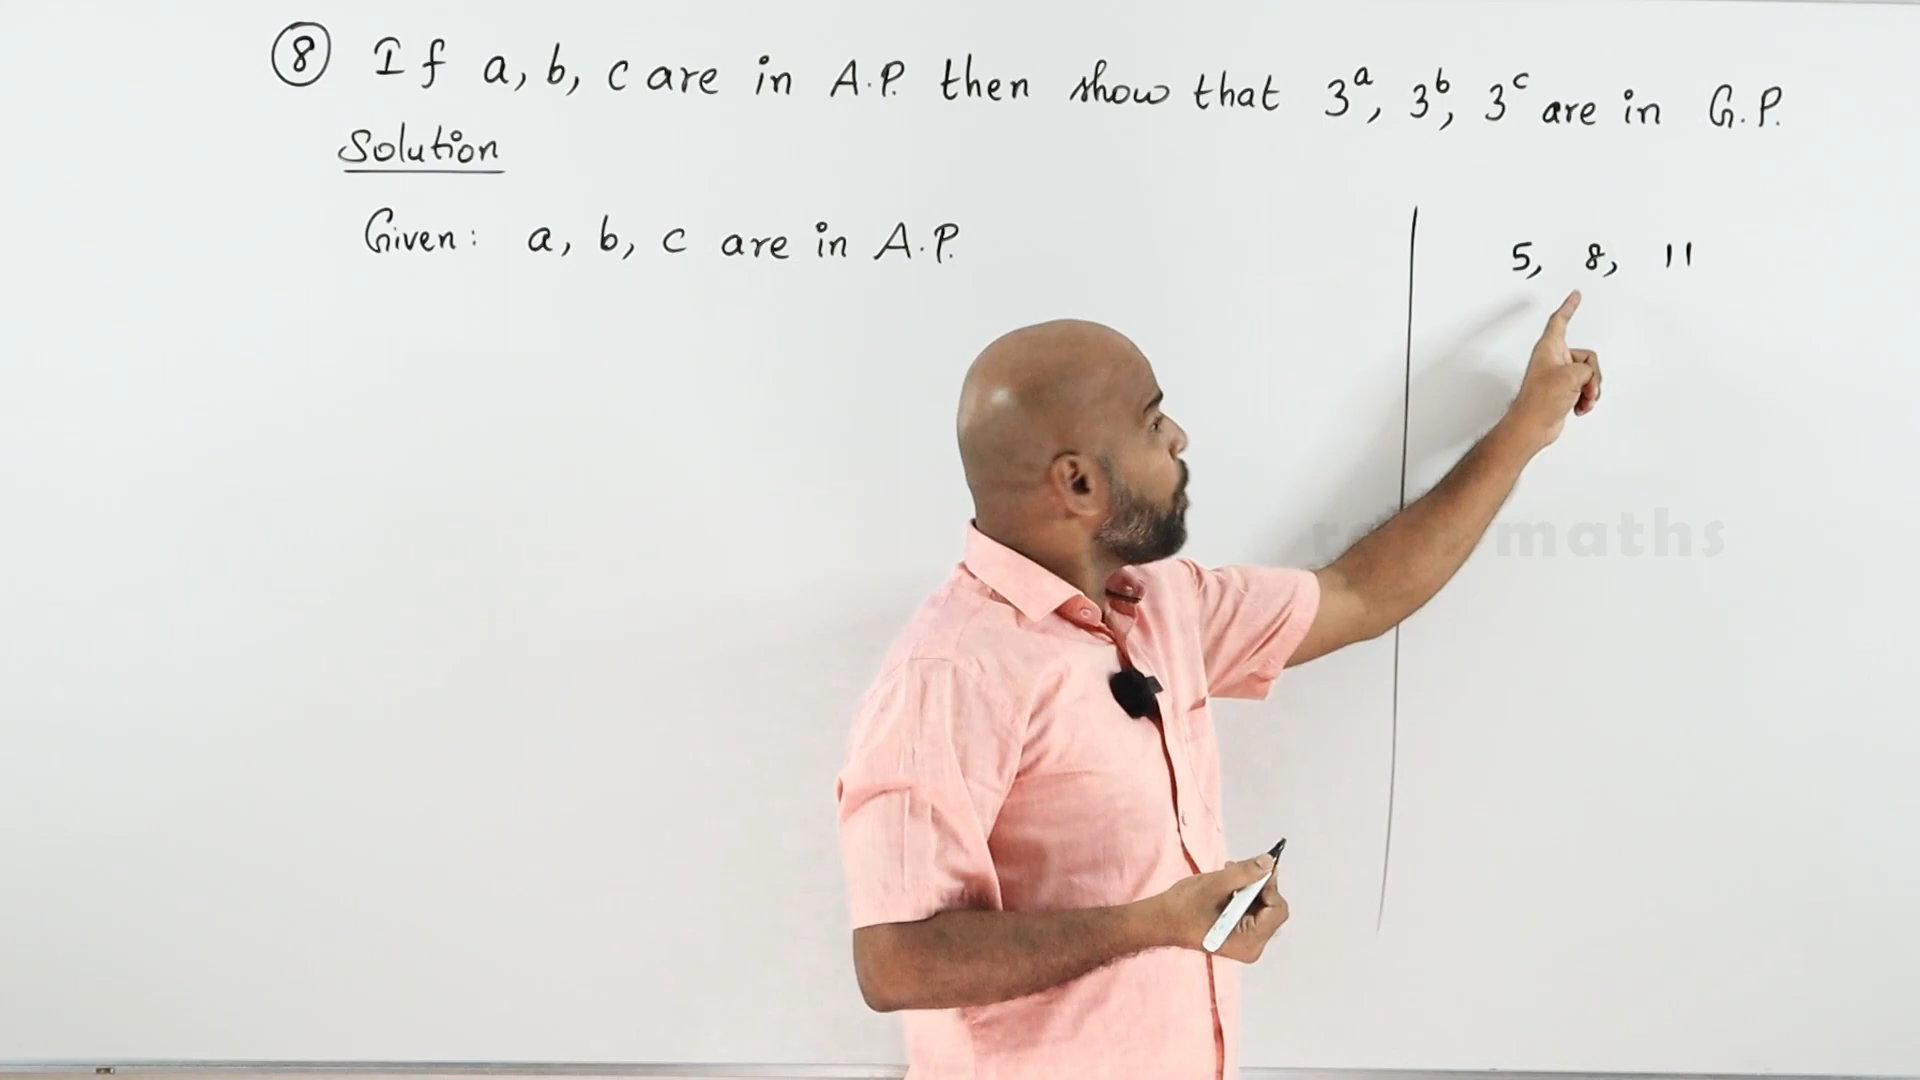 8 If a, b, c are in A.P. then show that 3^a, 3^b, 3^c are in G.P.
Solution
Given: a, b, c are in A.P.
5, 8, 11
maths